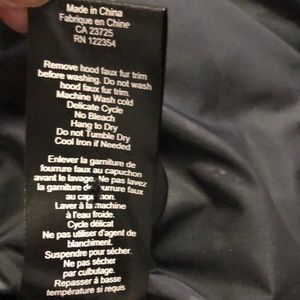 Made in China
Fabrique en Chine
CA 23725
RN 122354
Remove hood faux fur trim
before washing. Do not wash
hood faux fur trim.
Machine Wash cold
Delicate Cycle
No Bleach
Hang to Dry
Do not Tumble Dry
Cool Iron if Needed
Enlever la garniture de
fourrure faux au capuchon
avant le lavage. Ne pas lavez
la garniture de fourrure faux
au capuchon.
Laver à la machine
à l'eau froide.
Cycle délicat
Ne pas utiliser d'agent de
blanchiment.
Suspendre pour sécher.
Ne pas sécher
par culbutage.
Repasser à basse
température si requis